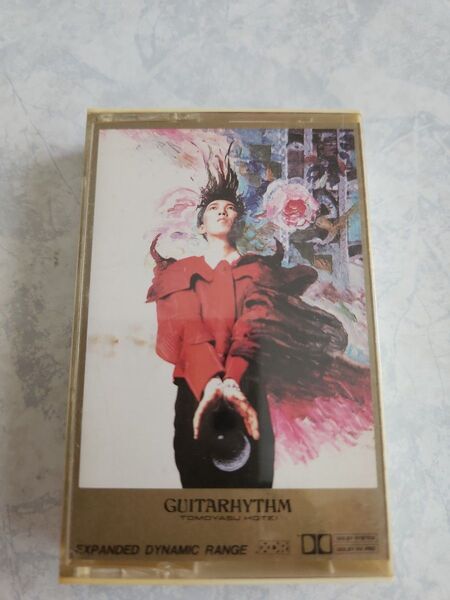 GUITARHYTHM
TOMOYASU HOTEI
EXPANDED DYNAMIC RANGE